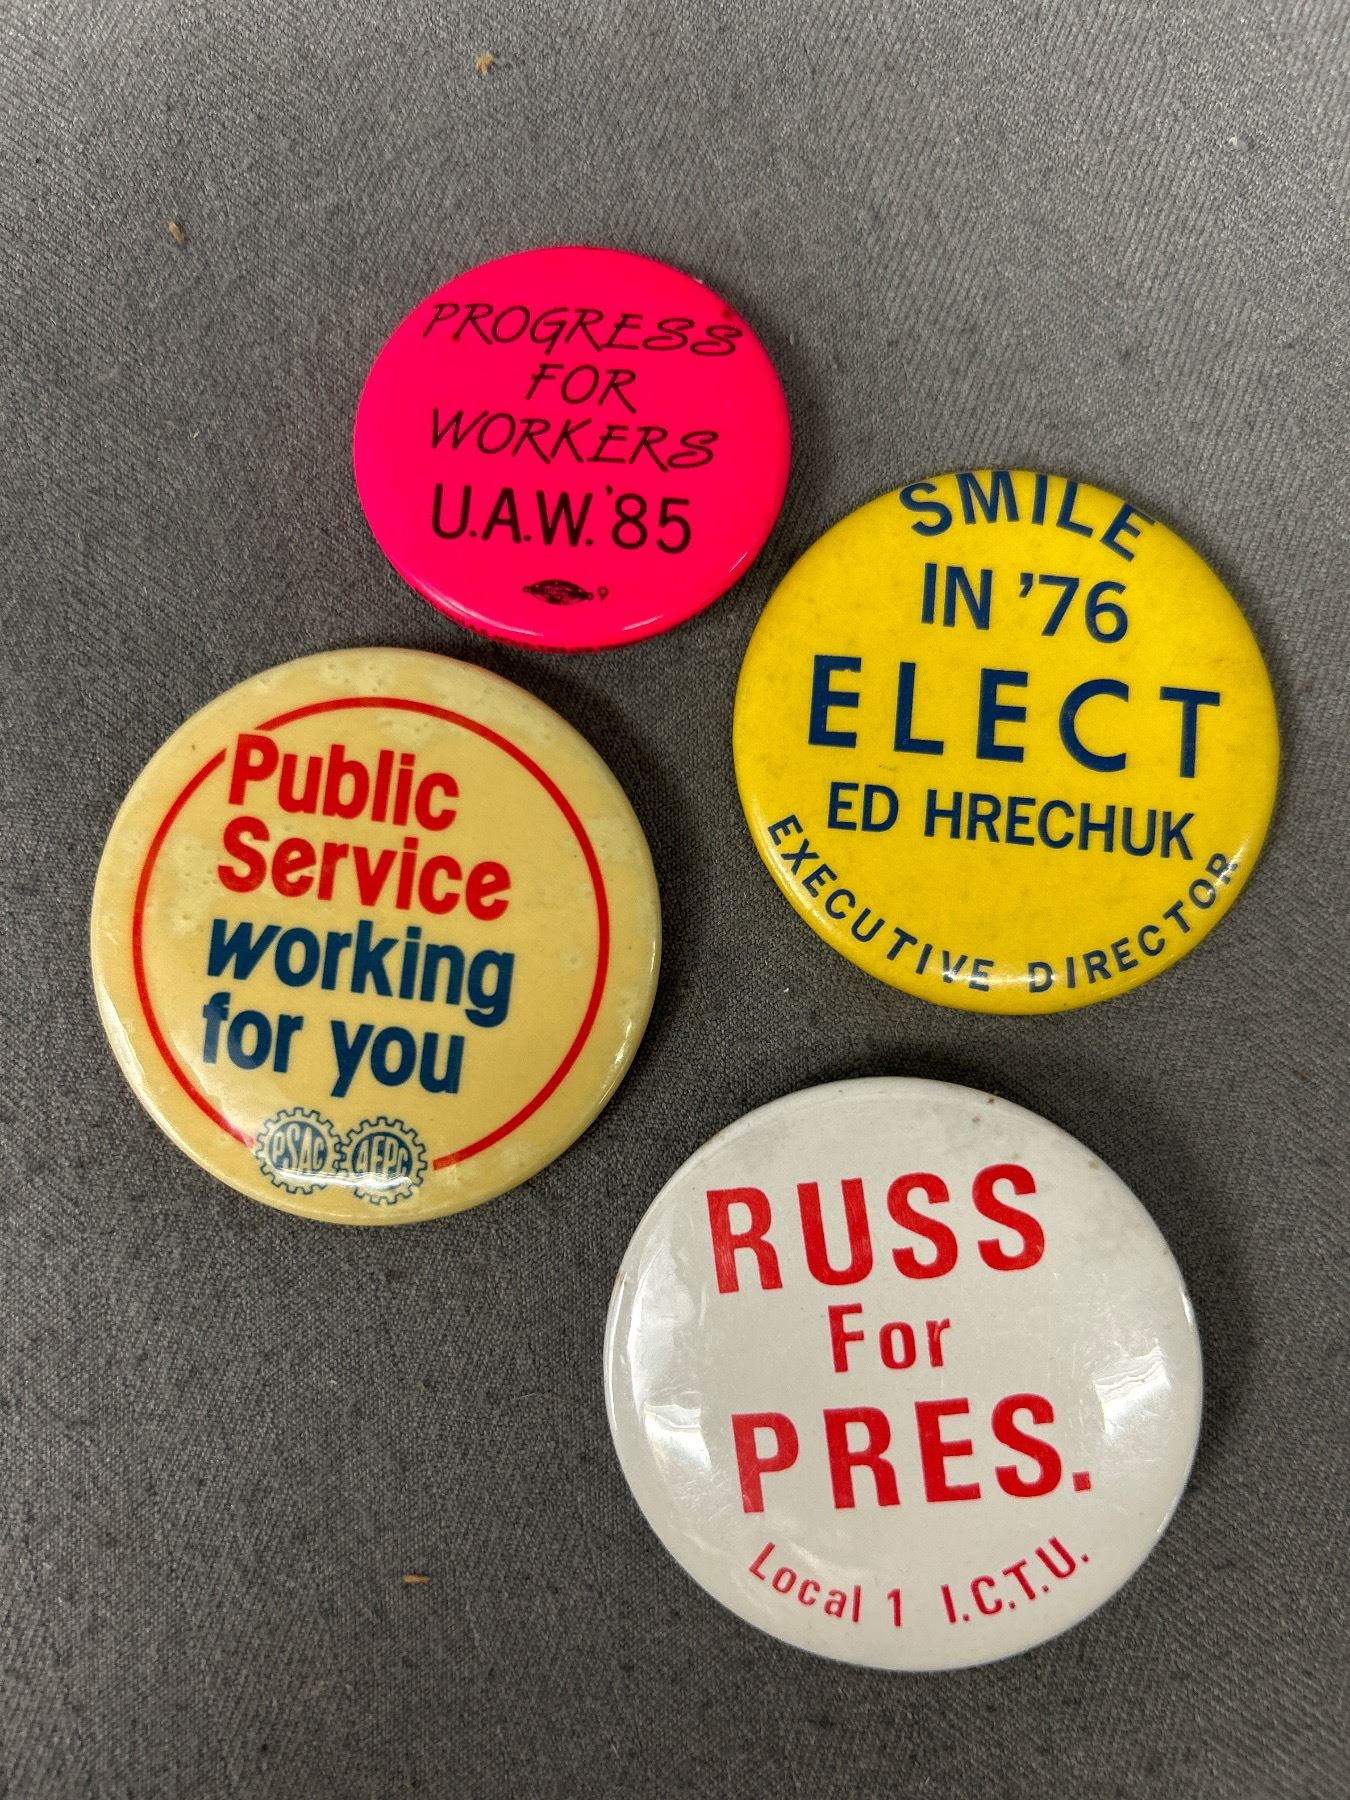 PROGRESS
FOR
WORKERS
U.A.W. '85
9
SMILE
IN '76
ELECT
ED HRECHUK
EXECUTIVE DIRECTOR
Public
Service
working
for you
PSAC AFPC
RUSS
For
PRES.
Local 1 I.C.T.U.